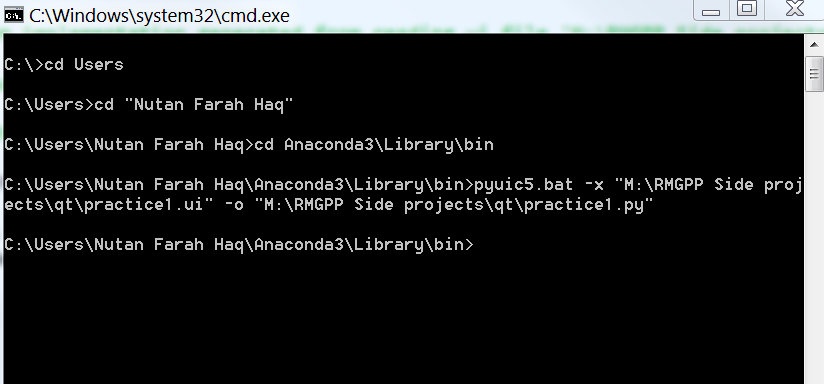 C:\Windows\system32\cmd.exe
C:\>cd Users
C:\Users>cd "Nutan Farah Haq"
C:\Users\Nutan Farah Haq>cd Anaconda3\Library\bin
C:\Users\Nutan Farah Haq\Anaconda3\Library\bin>pyuic5.bat -x "M:\RMGPP Side proj
ects\qt\practice1.ui" -o "M:\RMGPP Side projects\qt\practice1.py"
C:\Users\Nutan Farah Haq\Anaconda3\Library\bin>